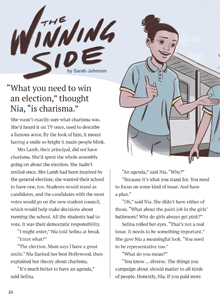 THE
WINNING
SIDE
by Sarah Johnson
"What you need to win
an election," thought
Nia, "is charisma."
She wasn't exactly sure what charisma was.
She'd heard it on TV once, used to describe
a famous actor. By the look of him, it meant
having a smile so bright it made people blink.
Mrs Lamb, their principal, did not have
charisma. She'd spent the whole assembly
going on about the election. She hadn't
smiled once. Mrs Lamb had been inspired by
the general election; she wanted their school
to have one, too. Students would stand as
candidates, and the candidates with the most
votes would go on the new student council,
which would help make decisions about
running the school. All the students had to
vote. It was their democratic responsibility.
"I might enter," Nia told Selina at break.
"Enter what?"
"The election. Mum says I have a great
smile." Nia flashed her best Hollywood, then
explained but theory about charisma.
"It's much better to have an agenda,"
said Selina.
"An agenda," said Nia. "Why?"
"Because it's what you stand for. You need
to focus on some kind of issue. And have
a plan."
"Oh," said Nia. She didn't have either of
those. "What about the paint job in the girls'
bathrooms? Why do girls always get pink?"
Selina rolled her eyes. "That's not a real
issue. It needs to be something important."
She gave Nia a meaningful look. "You need
to be representative too."
"What do you mean?"
"You know … diverse. The things you
campaign about should matter to all kinds
of people. Honestly, Nia. If you paid more
24